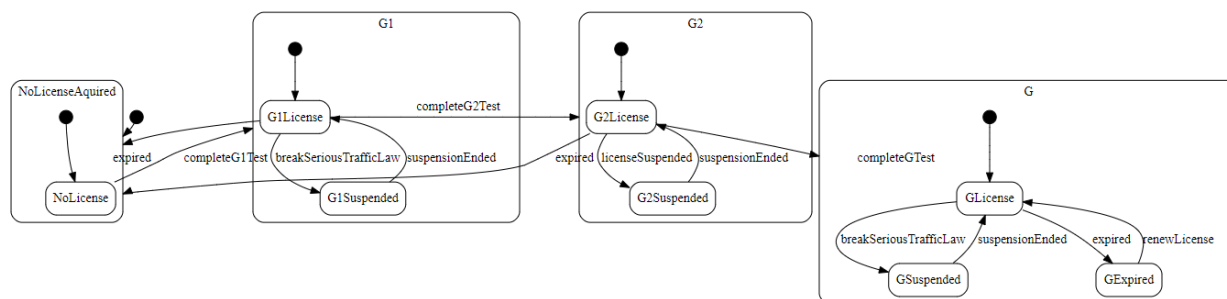 G1
G2
NoLicenseAquired
G
completeG2Test
G1License
G2License
expired
completeG1Test
breakSeriousTrafficLaw
suspensionEnded
expired
licenseSuspended
suspensionEnded
completeGTest
NoLicense
G1Suspended
G2Suspended
GLicense
breakSeriousTrafficLaw
suspensionEnded
expired
renewLicense
GSuspended
GExpired